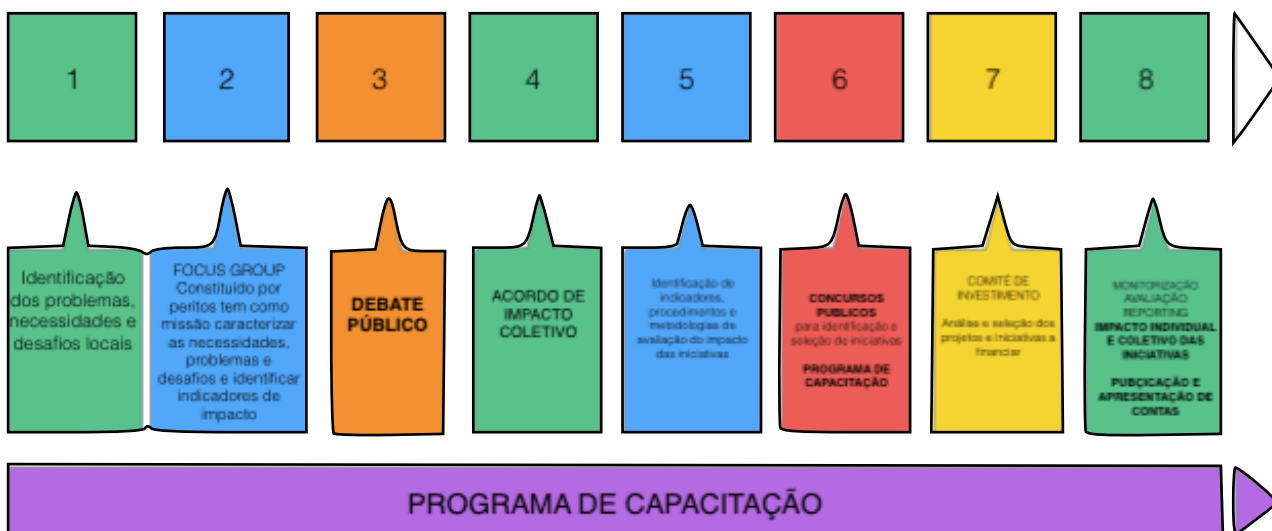 1
2
3
4
5
6
7
8
Identificação
dos problemas,
necessidades e
desafios locais
FOCUS GROUP
Constituído por
peritos tem como
missão caracterizar
as necessidades,
problemas e
desafios e identificar
indicadores de
impacto
DEBATE
PÚBLICO
ACORDO DE
IMPACTO
COLETIVO
Identificação de
indicadores,
procedimentos e
metodologias de
avaliação do impacto
das iniciativas
CONCURSOS
PUBLICOS
para identificação e
seleção de iniciativas
PROGRAMA DE
CAPACITAÇÃO
COMITÉ DE
INVESTIMENTO
Análise e seleção dos
projetos e iniciativas a
financiar
MONITORIZAÇÃO
AVALIAÇÃO
REPORTING
IMPACTO INDIVIDUAL
E COLETIVO DAS
INICIATIVAS
PUBÇICAÇÃO E
APRESENTAÇÃO DE
CONTAS
PROGRAMA DE CAPACITAÇÃO